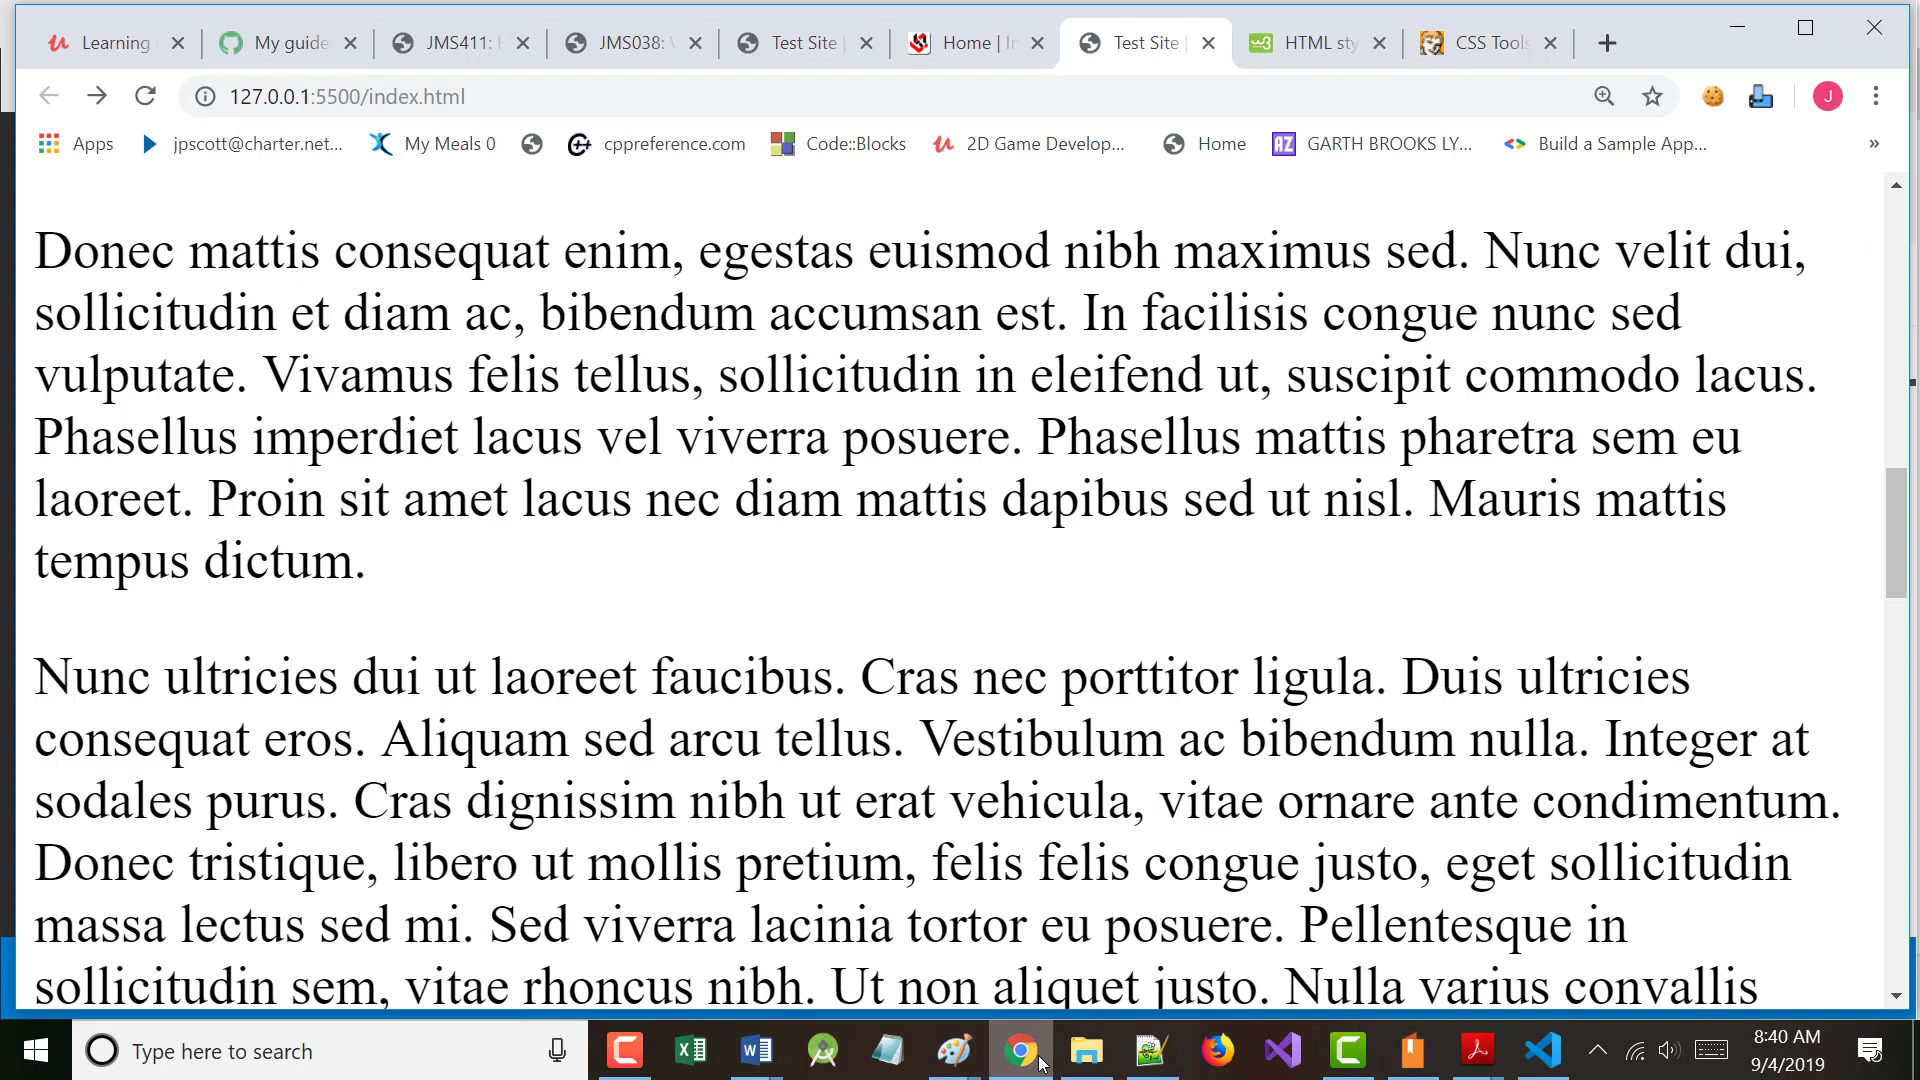 Learning
My guide
JMS411:
JMS038:
Test Site
Home | Ir
Test Site
HTML sty
CSS Tools
127.0.0.1:5500/index.html
J
Apps
jpscott@charter.net...
My Meals 0
cppreference.com
Code::Blocks
2D Game Develop...
Home
AZ
GARTH BROOKS LY...
Build a Sample App...
»
Donec mattis consequat enim, egestas euismod nibh maximus sed. Nunc velit dui,
sollicitudin et diam ac, bibendum accumsan est. In facilisis congue nunc sed
vulputate. Vivamus felis tellus, sollicitudin in eleifend ut, suscipit commodo lacus.
Phasellus imperdiet lacus vel viverra posuere. Phasellus mattis pharetra sem eu
laoreet. Proin sit amet lacus nec diam mattis dapibus sed ut nisl. Mauris mattis
tempus dictum.
Nunc ultricies dui ut laoreet faucibus. Cras nec porttitor ligula. Duis ultricies
consequat eros. Aliquam sed arcu tellus. Vestibulum ac bibendum nulla. Integer at
sodales purus. Cras dignissim nibh ut erat vehicula, vitae ornare ante condimentum.
Donec tristique, libero ut mollis pretium, felis felis congue justo, eget sollicitudin
massa lectus sed mi. Sed viverra lacinia tortor eu posuere. Pellentesque in
sollicitudin sem, vitae rhoncus nibh. Ut non aliquet justo. Nulla varius convallis
Type here to search
8:40 AM
9/4/2019